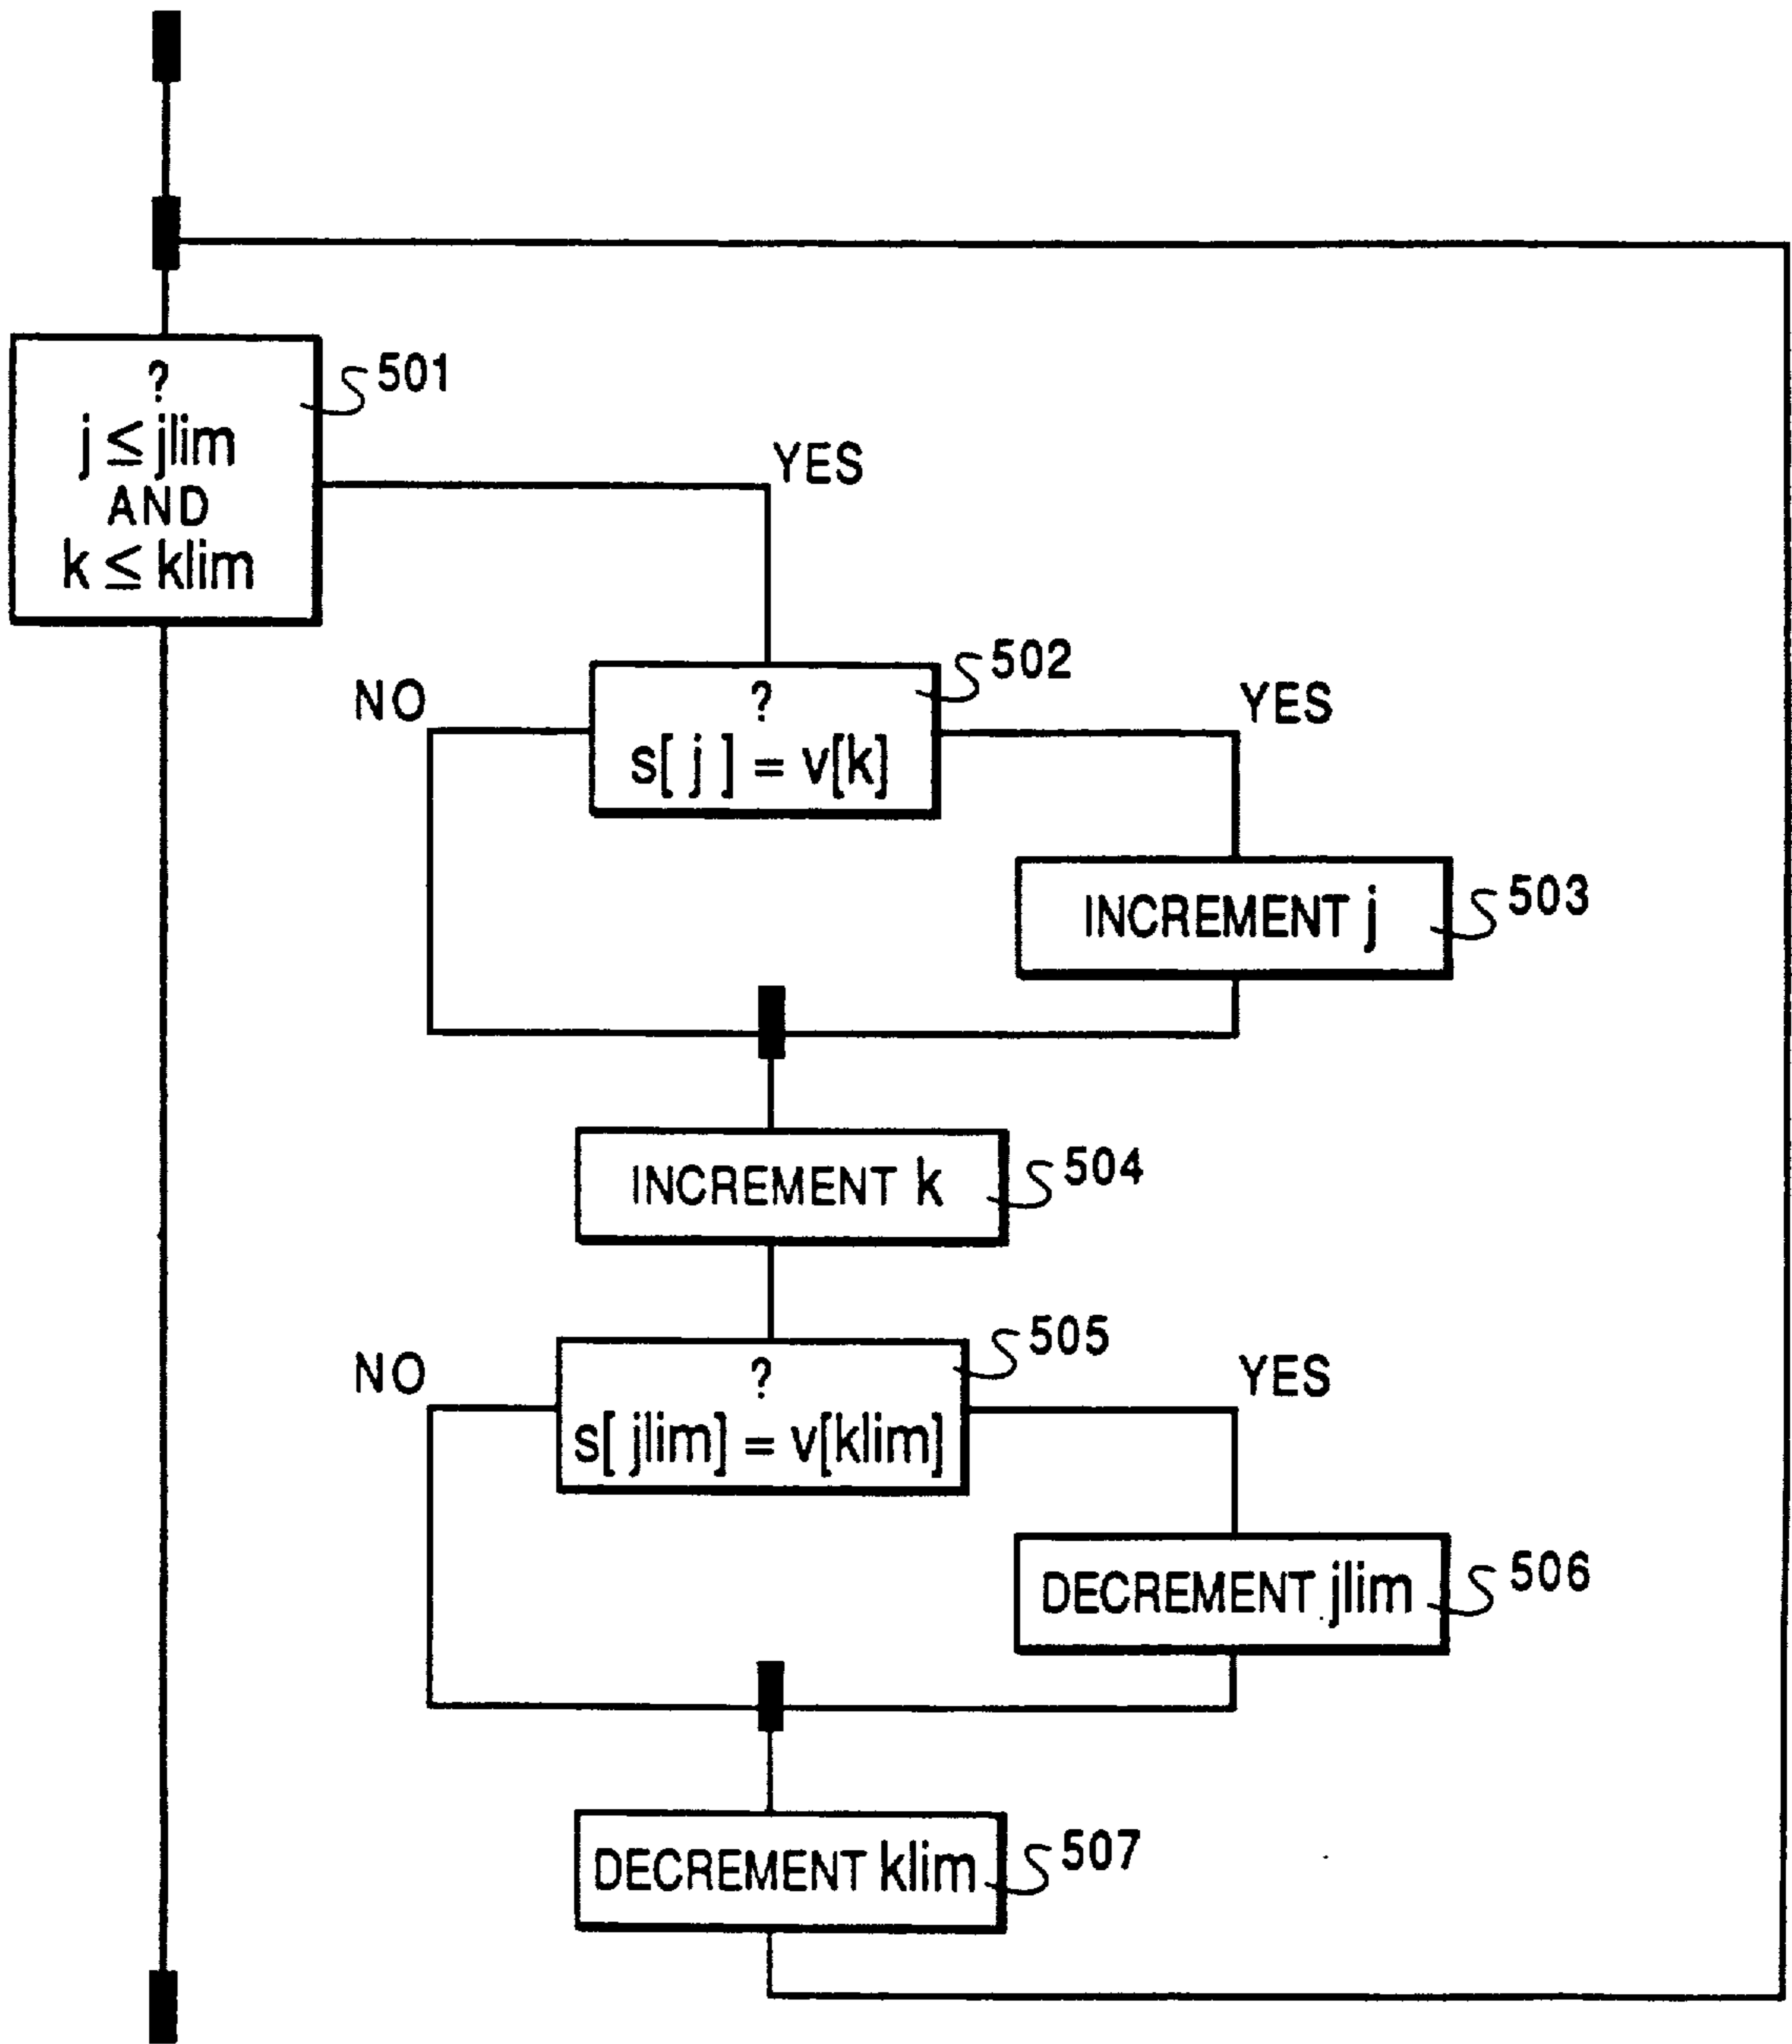 ?
j ≤ jlim
AND
k ≤ klim
501
YES
502
NO
?
s[ j ] = v[k]
YES
INCREMENT j
503
INCREMENT k
504
505
NO
?
s[ jlim] = v[klim]
YES
DECREMENT jlim
506
DECREMENT klim
507